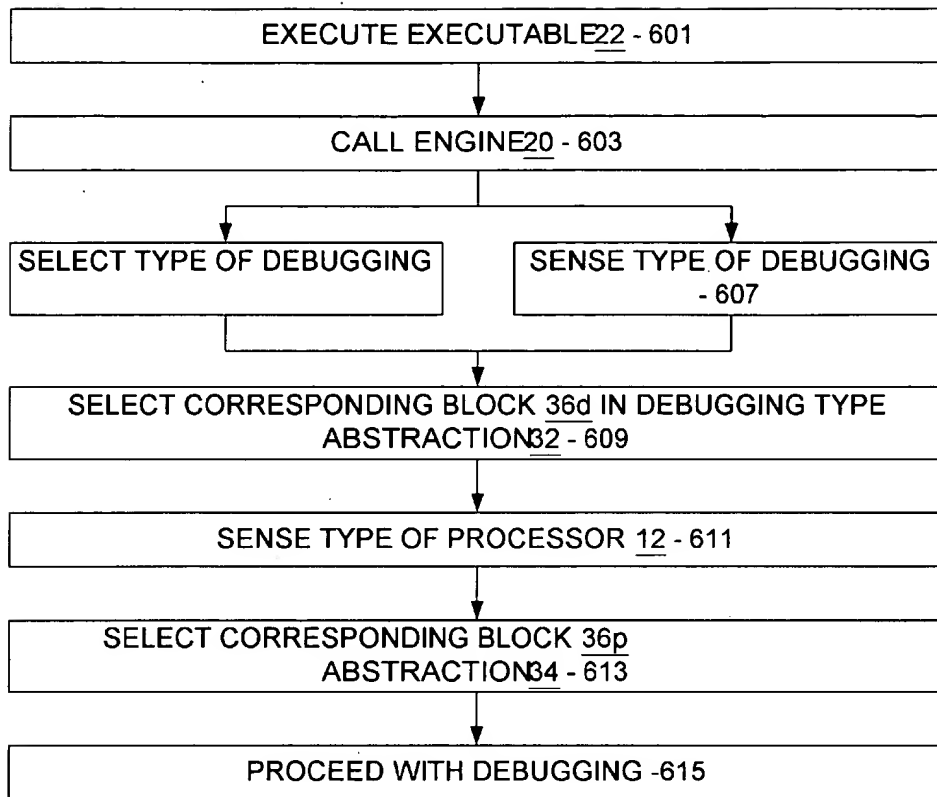 EXECUTE EXECUTABLE22 - 601
CALL ENGINE20 - 603
SELECT TYPE OF DEBUGGING
SENSE TYPE OF DEBUGGING
- 607
SELECT CORRESPONDING BLOCK 36d IN DEBUGGING TYPE
ABSTRACTION32 - 609
SENSE TYPE OF PROCESSOR 12 - 611
SELECT CORRESPONDING BLOCK 36p
ABSTRACTION34 - 613
PROCEED WITH DEBUGGING -615